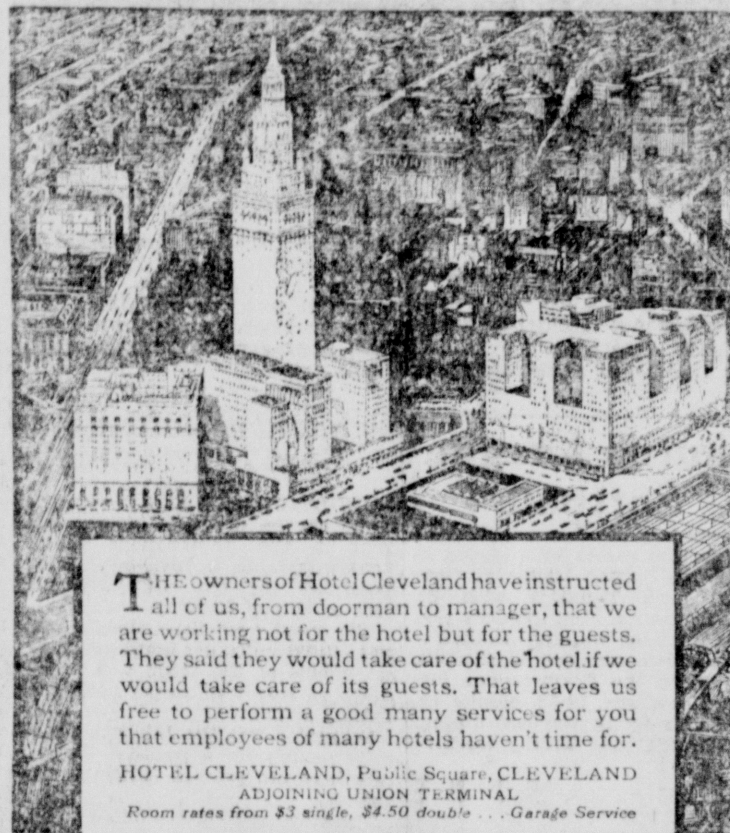 THE owners of Hotel Cleveland have instructed
all of us, from doorman to manager, that we
are working not for the hotel but for the guests.
They said they would take care of the hotel if we
would take care of its guests. That leaves us
free to perform a good many services for you
that employees of many hotels haven't time for.
HOTEL CLEVELAND, Public Square, CLEVELAND
ADJOINING UNION TERMINAL
Room rates from $3 single, $4.50 double . . . Garage Service